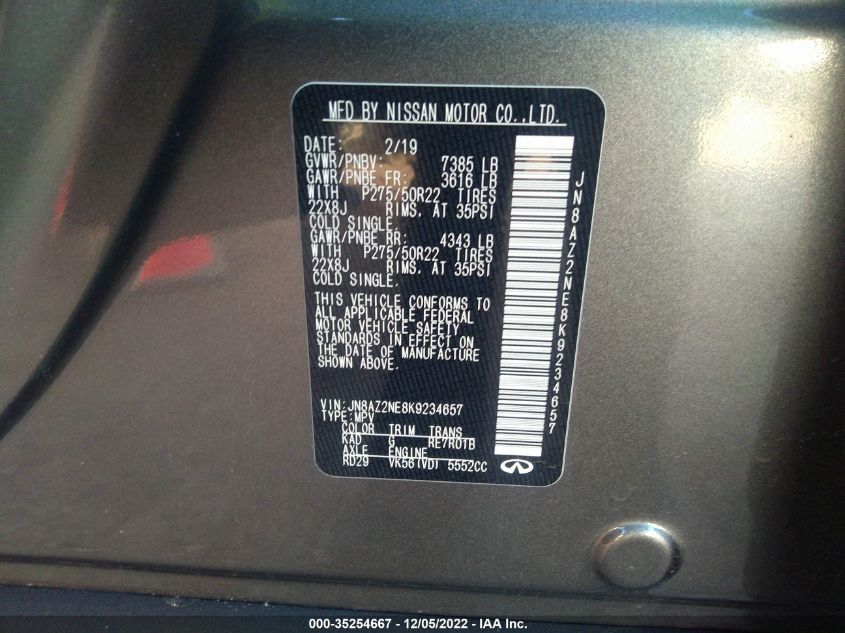 MFD BY NISSAN MOTOR CO.,LTD.
DATE: 2/19
GVWR/PNBV: 7385 LB
GAWR/PNBE FR: 3616 LB
WITH P275/50R22 TIRES
22X8J RIMS, AT 35PSI
COLD SINGLE.
GAWR/PNBE RR: 4343 LB
WITH P275/50R22 TIRES
22X8J RIMS, AT 35PSI
COLD SINGLE.
THIS VEHICLE CONFORMS TO
ALL APPLICABLE FEDERAL
MOTOR VEHICLE SAFETY
STANDARDS IN EFFECT ON
THE DATE OF MANUFACTURE
SHOWN ABOVE.
VIN:JN8AZ2NE8K9234657
TYPE:MPV
COLOR TRIM TRANS
KAD G RE7R01B
AXLE ENGINE
RD29 VK56(VD) 5552CC
JN8AZ2NE8K9234657
000-35254667 - 12/05/2022 - IAA Inc.